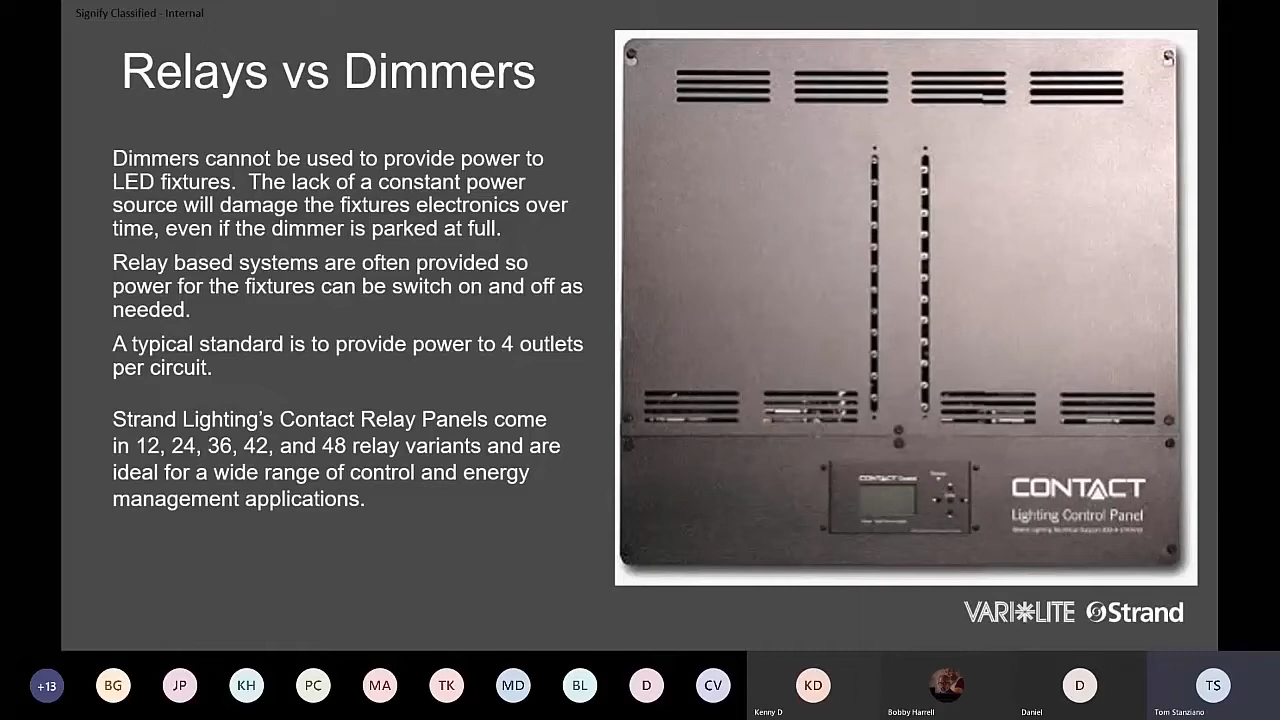 Signify Classified - Internal
Relays vs Dimmers
Dimmers cannot be used to provide power to
LED fixtures.  The lack of a constant power
source will damage the fixtures electronics over
time, even if the dimmer is parked at full.
Relay based systems are often provided so
power for the fixtures can be switch on and off as
needed.
A typical standard is to provide power to 4 outlets
per circuit.
Strand Lighting’s Contact Relay Panels come
in 12, 24, 36, 42, and 48 relay variants and are
ideal for a wide range of control and energy
management applications.
CONTACT
CONTACT
Lighting Control Panel
VARI*LITE Strand
+13 BG JP KH PC MA TK MD BL D CV KD D TS
Kenny D Bobby Harrell Daniel Tom Stanziano